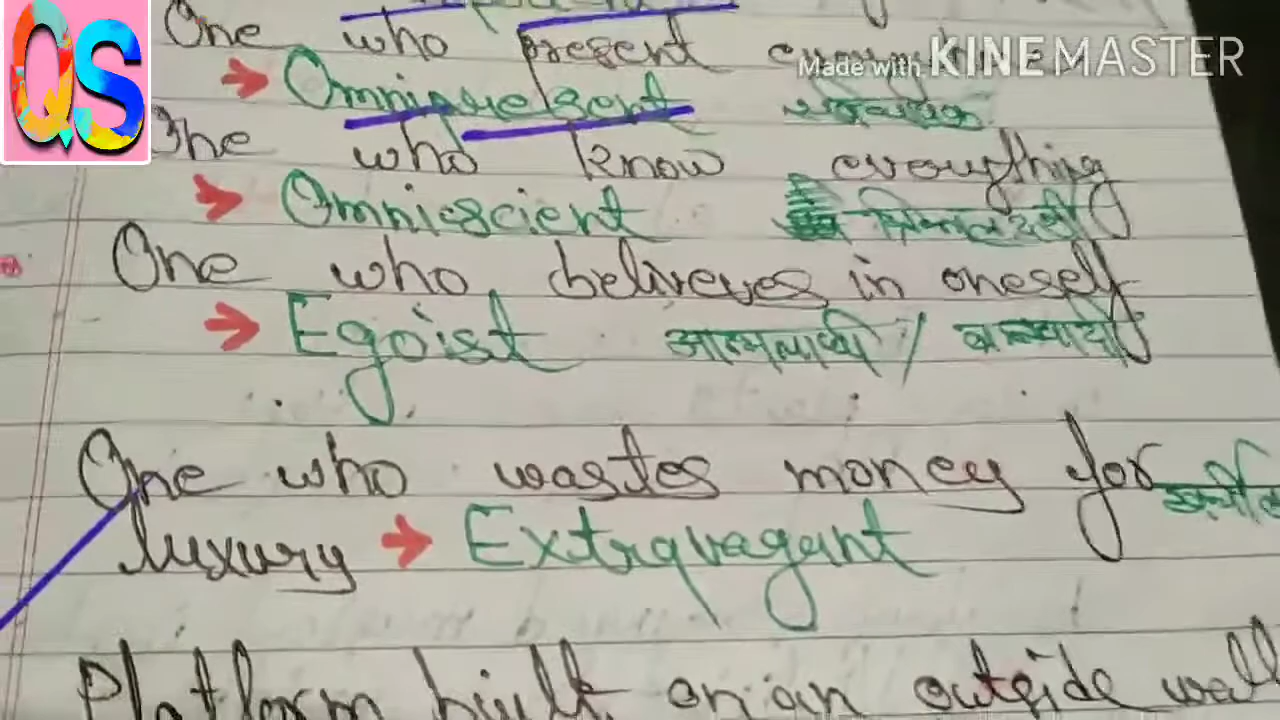 QS
Made with KINEMASTER
One who present
Omnipresent
One who know everything
Omniscient
One who believes in oneself
Egoist
One who wastes money for
luxury Extravagant
Platform built on an outside wall